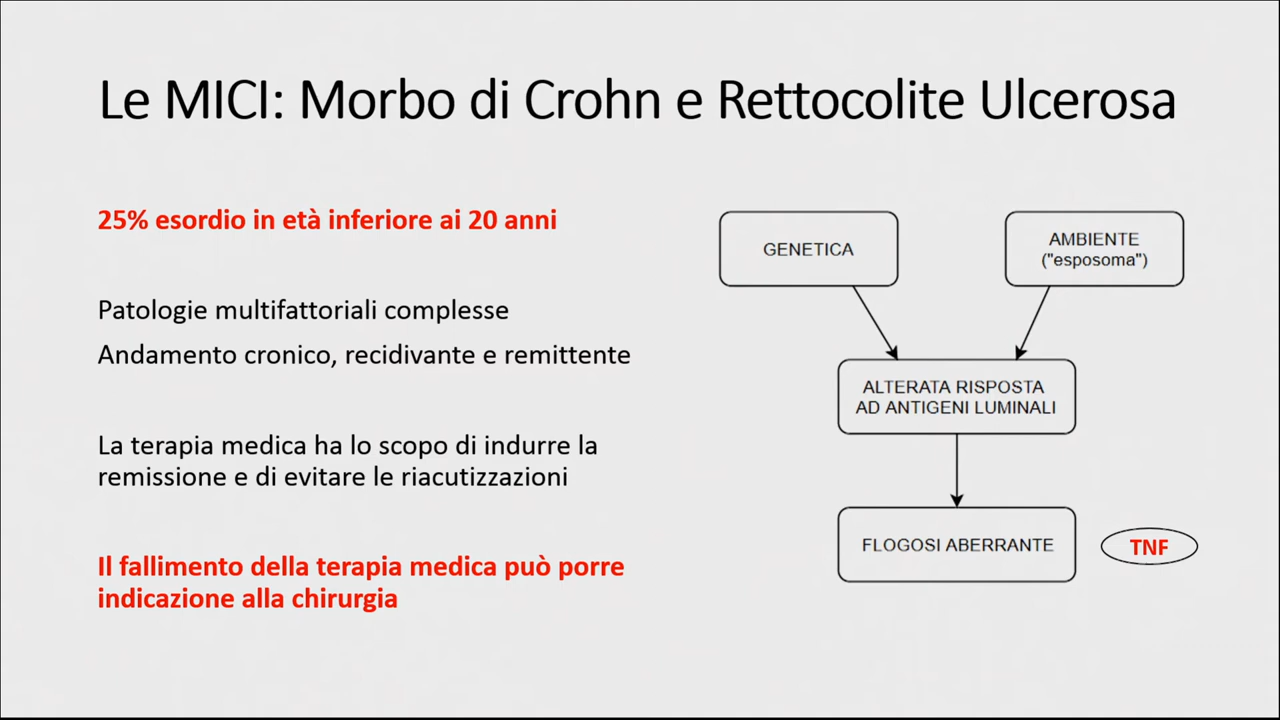 Le MICI: Morbo di Crohn e Rettocolite Ulcerosa
25% esordio in età inferiore ai 20 anni
Patologie multifattoriali complesse
Andamento cronico, recidivante e remittente
La terapia medica ha lo scopo di indurre la
remissione e di evitare le riacutizzazioni
Il fallimento della terapia medica può porre
indicazione alla chirurgia
GENETICA
AMBIENTE
("esposoma")
ALTERATA RISPOSTA
AD ANTIGENI LUMINALI
FLOGOSI ABERRANTE
TNF